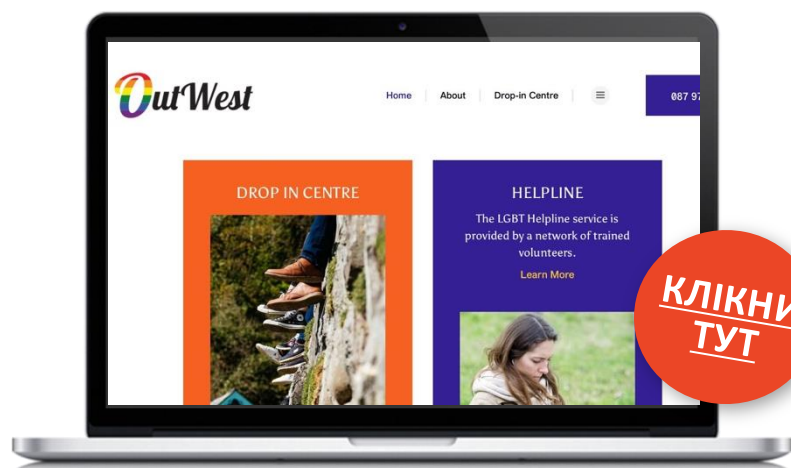 OutWest
Home
About
Drop-in Centre
087 97
DROP IN CENTRE
HELPLINE
The LGBT Helpline service is
provided by a network of trained
volunteers.
Learn More
КЛІКНИ
ТУТ